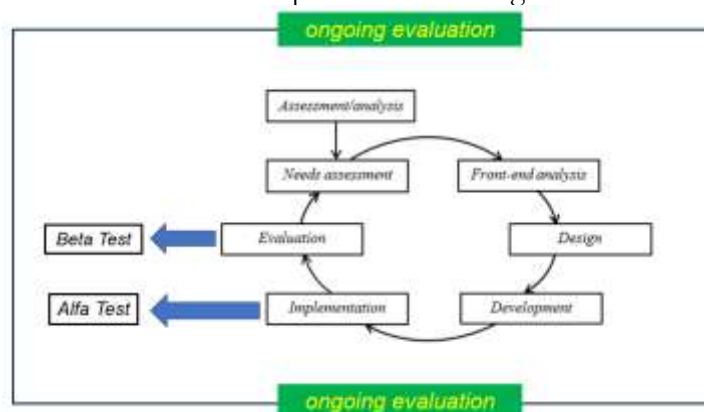 ongoing evaluation
Assessment/analysis
Needs assessment
Front-end analysis
Beta Test
Evaluation
Design
Alfa Test
Implementation
Development
ongoing evaluation